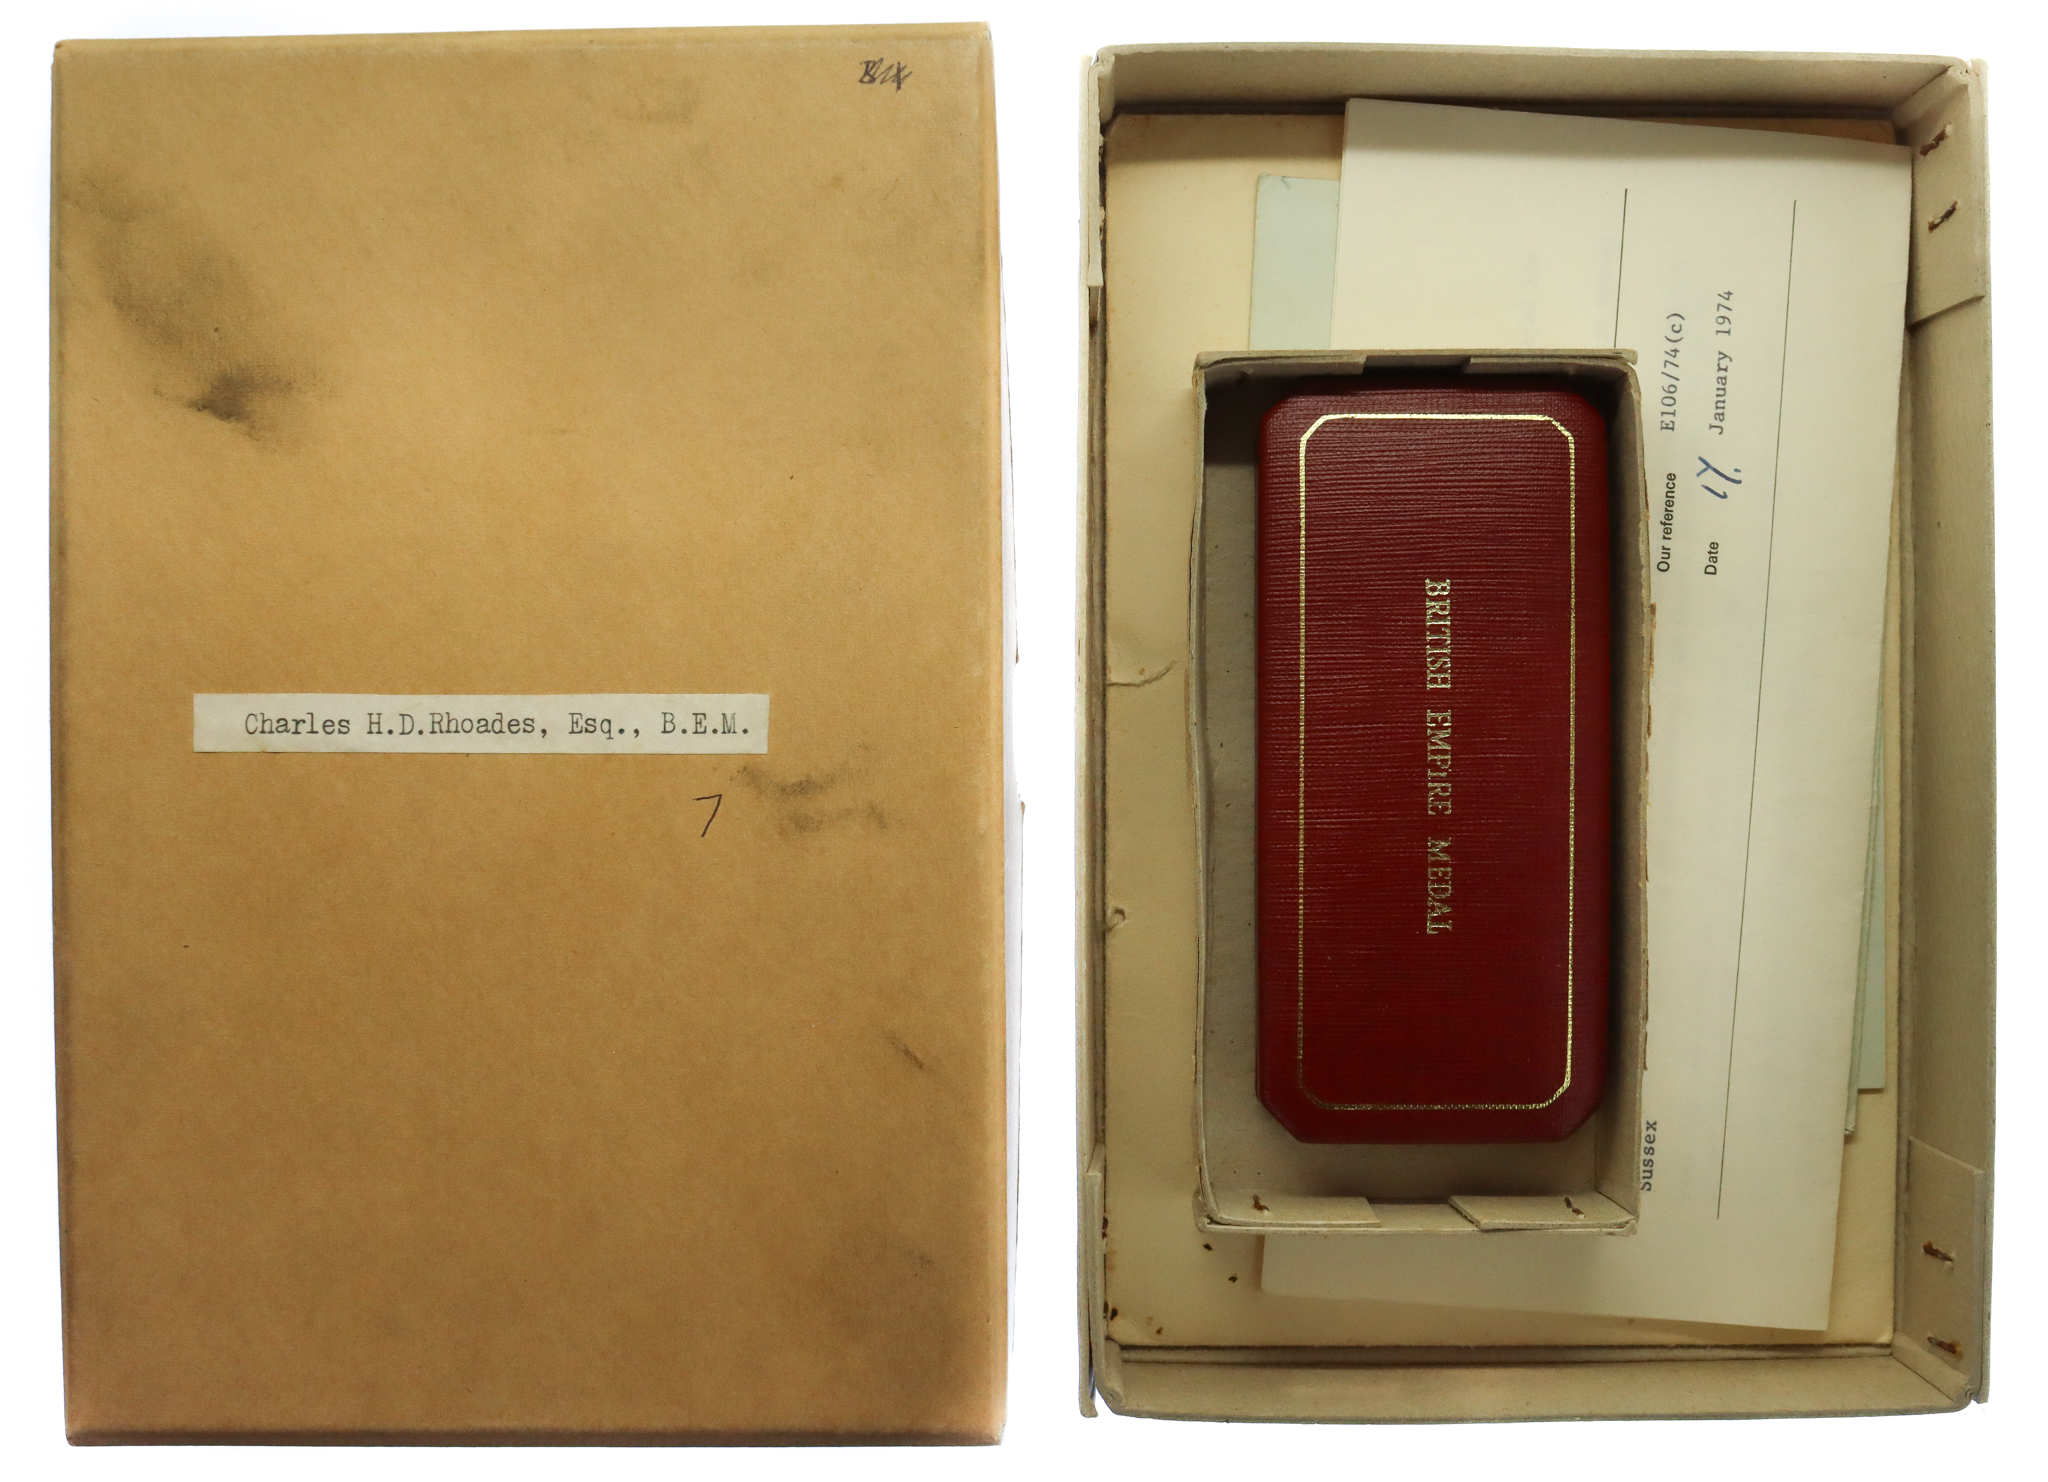 Charles H.D.Rhoades, Esq., B.E.M.
7
BRITISH EMPIRE MEDAL
Our reference E106/74(c)
Date 17. January 1974
Sussex